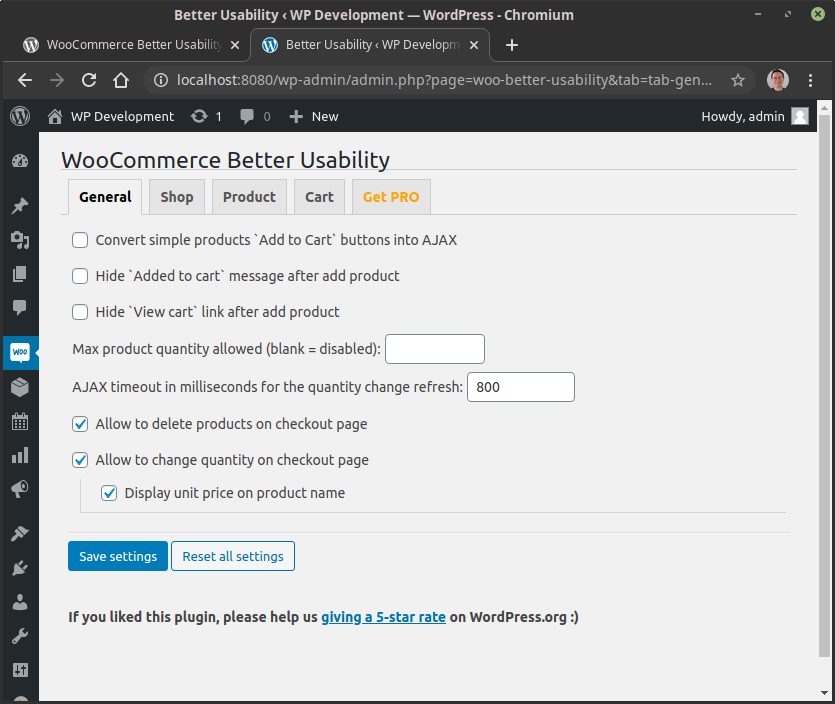 Better Usability ‹ WP Development — WordPress - Chromium
WooCommerce Better Usability
Better Usability ‹ WP Developm
localhost:8080/wp-admin/admin.php?page=woo-better-usability&tab=tab-gen...
WP Development 1 0 New Howdy, admin
WooCommerce Better Usability
General Shop Product Cart Get PRO
Convert simple products `Add to Cart` buttons into AJAX
Hide `Added to cart` message after add product
Hide `View cart` link after add product
woo
Max product quantity allowed (blank = disabled):
AJAX timeout in milliseconds for the quantity change refresh: 800
Allow to delete products on checkout page
Allow to change quantity on checkout page
Display unit price on product name
Save settings Reset all settings
If you liked this plugin, please help us giving a 5-star rate on WordPress.org :)